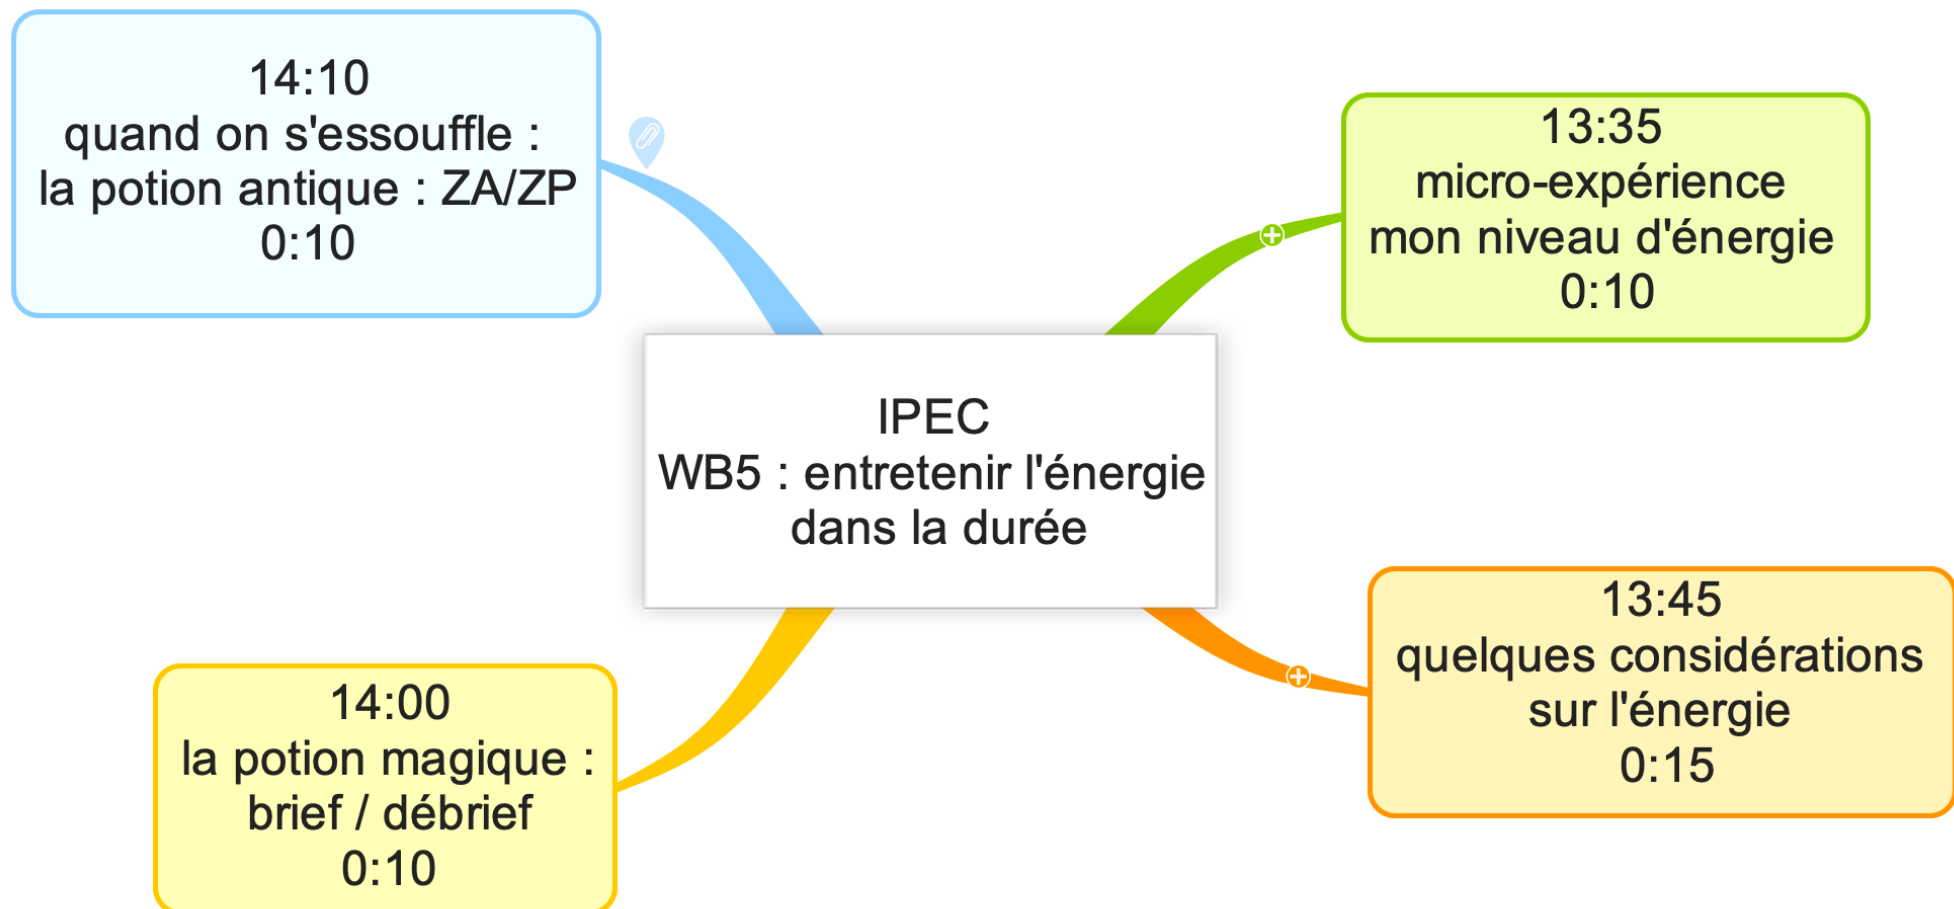 14:10
quand on s'essouffle :
la potion antique : ZA/ZP
0:10
13:35
micro-expérience
mon niveau d'énergie
0:10
IPEC
WB5 : entretenir l'énergie
dans la durée
13:45
quelques considérations
sur l'énergie
0:15
14:00
la potion magique :
brief / débrief
0:10